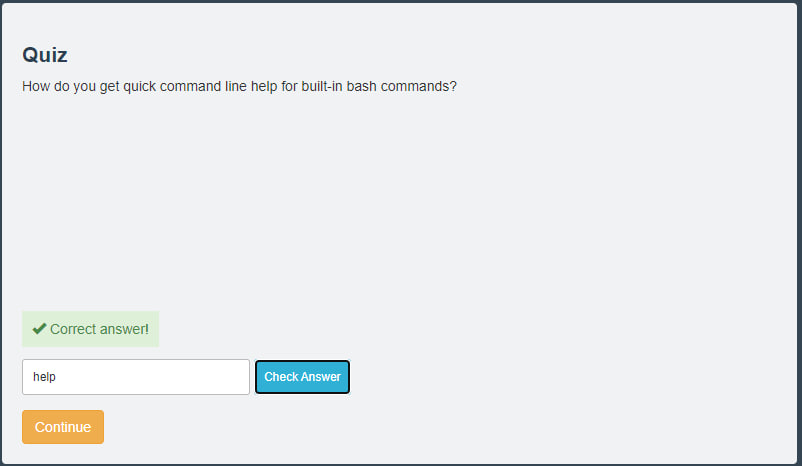 Quiz
How do you get quick command line help for built-in bash commands?
Correct answer!
help
Check Answer
Continue